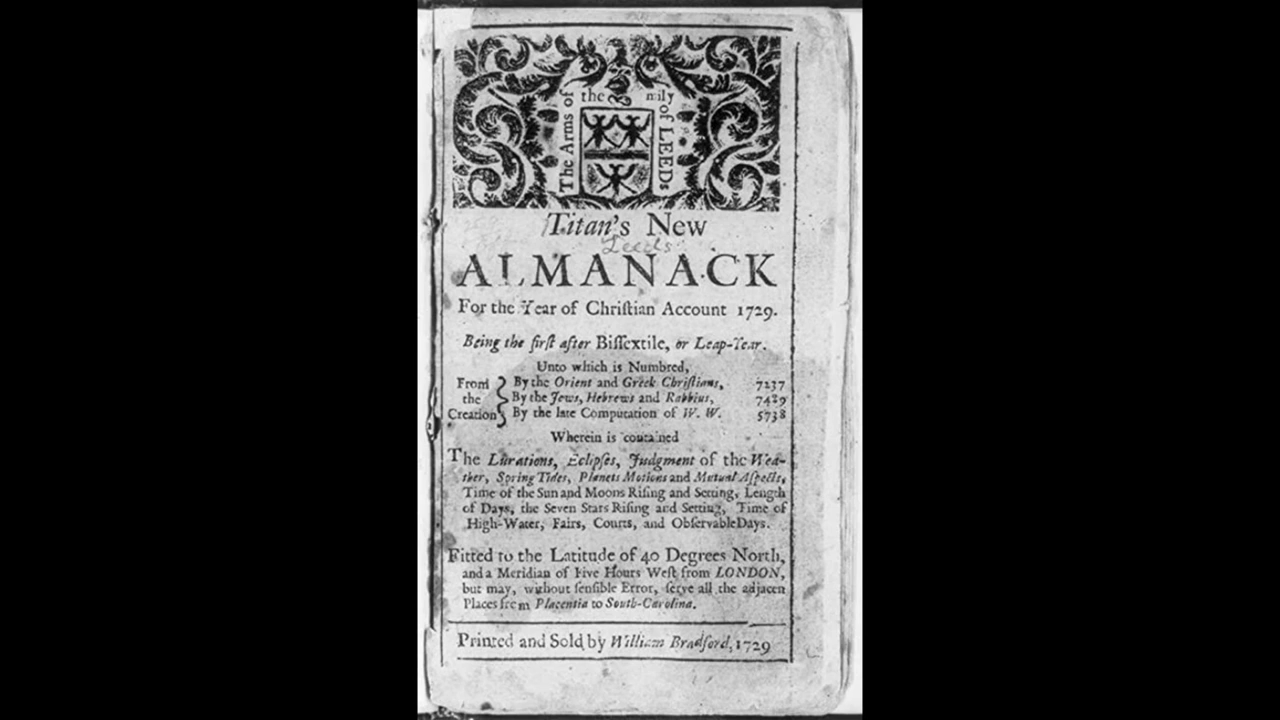 The Arms of the mily of LEEDs
Titan's New
Leeds
ALMANACK
For the Year of Chriſtian Account 1729.
Being the firſt after Biſſextile, or Leap-Year.
Unto which is Numbred,
From the Creation
By the Orient and Greek Chriſtians, 7237
By the Jews, Hebrews and Rabbius, 7489
By the late Computation of W. W. 5738
Wherein is contained
The Lunations, Eclipſes, Judgment of the Wea-
ther, Spring Tides, Planets Motions and Mutual Aſpects,
Time of the Sun and Moons Riſing and Setting, Length
of Days, the Seven Stars Riſing and Setting, Time of
High-Water, Fairs, Courts, and Obſervable Days.
Fitted to the Latitude of 40 Degrees North,
and a Meridian of Five Hours Weſt from LONDON,
but may, without ſenſible Error, ſerve all the adjacen
Places from Placentia to South-Carolina.
Printed and Sold by William Bradford, 1729